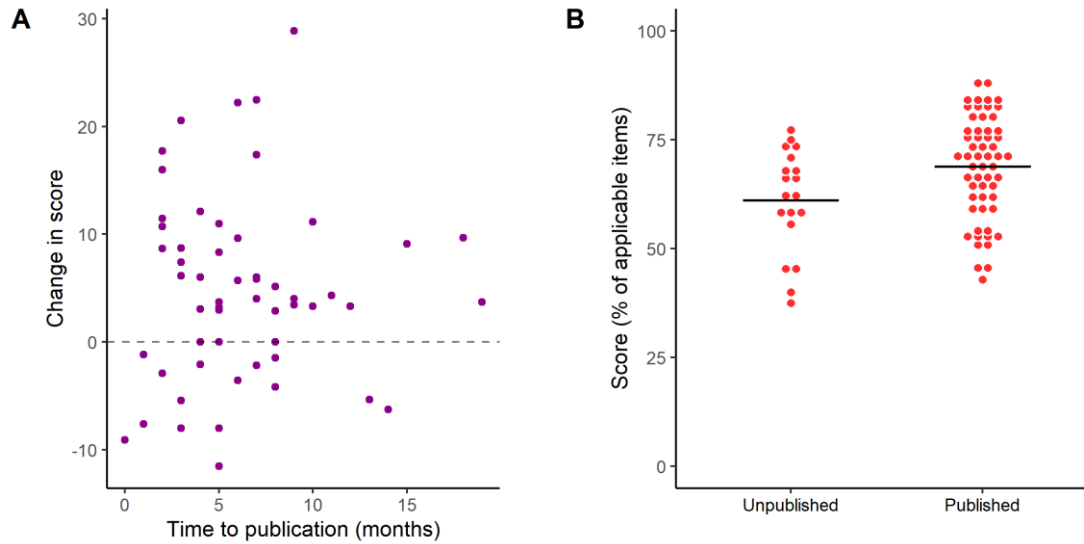 A
30
20
10
0
-10
Change in score
0
5
10
15
Time to publication (months)
B
100
75
50
25
0
Score (% of applicable items)
Unpublished
Published